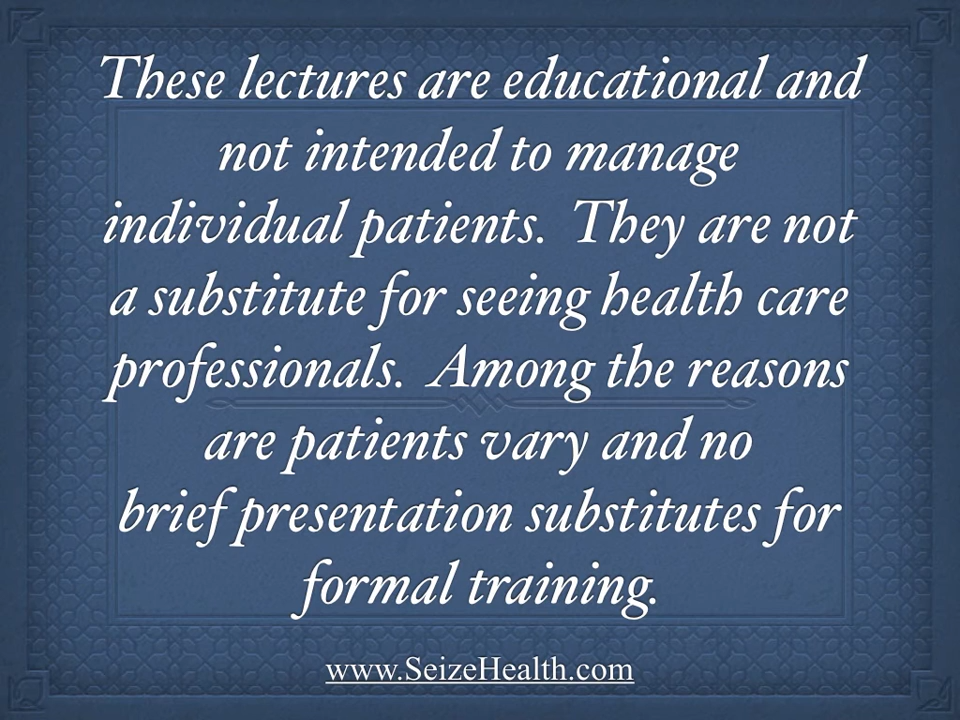 These lectures are educational and
not intended to manage
individual patients.  They are not
a substitute for seeing health care
professionals.  Among the reasons
are patients vary and no
brief presentation substitutes for
formal training.
www.SeizeHealth.com